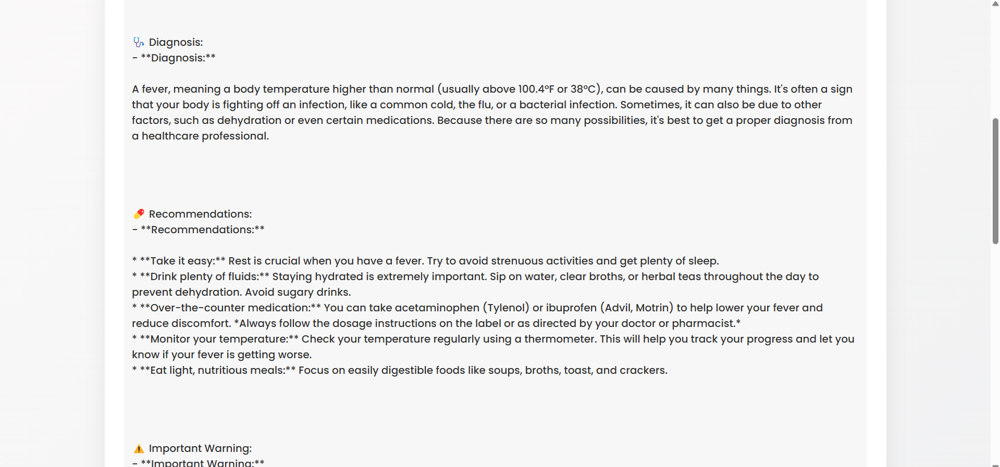 🩺 Diagnosis:
- **Diagnosis:**
A fever, meaning a body temperature higher than normal (usually above 100.4°F or 38°C), can be caused by many things. It's often a sign
that your body is fighting off an infection, like a common cold, the flu, or a bacterial infection. Sometimes, it can also be due to other
factors, such as dehydration or even certain medications. Because there are so many possibilities, it's best to get a proper diagnosis from
a healthcare professional.
💊 Recommendations:
- **Recommendations:**
* **Take it easy:** Rest is crucial when you have a fever. Try to avoid strenuous activities and get plenty of sleep.
* **Drink plenty of fluids:** Staying hydrated is extremely important. Sip on water, clear broths, or herbal teas throughout the day to
prevent dehydration. Avoid sugary drinks.
* **Over-the-counter medication:** You can take acetaminophen (Tylenol) or ibuprofen (Advil, Motrin) to help lower your fever and
reduce discomfort. *Always follow the dosage instructions on the label or as directed by your doctor or pharmacist.*
* **Monitor your temperature:** Check your temperature regularly using a thermometer. This will help you track your progress and let you
know if your fever is getting worse.
* **Eat light, nutritious meals:** Focus on easily digestible foods like soups, broths, toast, and crackers.
⚠️ Important Warning:
- **Important Warning:**